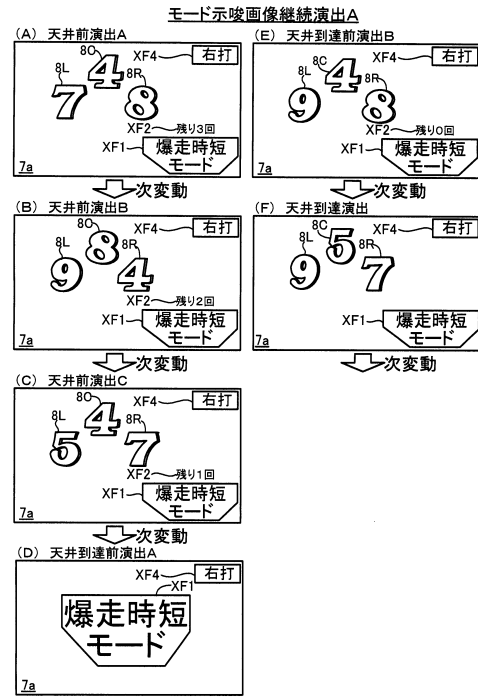 モード示唆画像継続演出A
(A) 天井前演出A
8L
7
8O
4
8R
8
XF4
右打
XF2
残り3回
XF1
爆走時短
モード
7a
次変動
(B) 天井前演出B
8L
9
8O
8
8R
4
XF4
右打
XF2
残り2回
XF1
爆走時短
モード
7a
次変動
(C) 天井前演出C
8L
5
8O
4
8R
7
XF4
右打
XF2
残り1回
XF1
爆走時短
モード
7a
次変動
(D) 天井到達前演出A
XF4
右打
XF1
爆走時短
モード
7a
(E) 天井到達前演出B
8L
9
8C
4
8R
8
XF4
右打
XF2
残り0回
XF1
爆走時短
モード
7a
次変動
(F) 天井到達演出
8L
9
8C
5
8R
7
XF4
右打
XF1
爆走時短
モード
7a
次変動